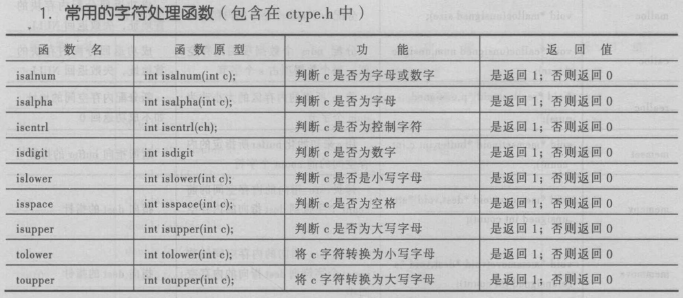 1. 常用的字符处理函数(包含在 ctype.h 中)
函 数 名 函 数 原 型 功 能 返 回 值
isalnum int isalnum(int c); 判断 c 是否为字母或数字 是返回 1; 否则返回 0
isalpha int isalpha(int c); 判断 c 是否为字母 是返回 1; 否则返回 0
iscntrl int iscntrl(ch); 判断 c 是否为控制字符 是返回 1; 否则返回 0
isdigit int isdigit 判断 c 是否为数字 是返回 1; 否则返回 0
islower int islower(int c); 判断 c 是否是小写字母 是返回 1; 否则返回 0
isspace int isspace(int c); 判断 c 是否为空格 是返回 1; 否则返回 0
isupper int isupper(int c); 判断 c 是否为大写字母 是返回 1; 否则返回 0
tolower int tolower(int c); 将 c 字符转换为小写字母 是返回 1; 否则返回 0
toupper int toupper(int c); 将 c 字符转换为大写字母 是返回 1; 否则返回 0